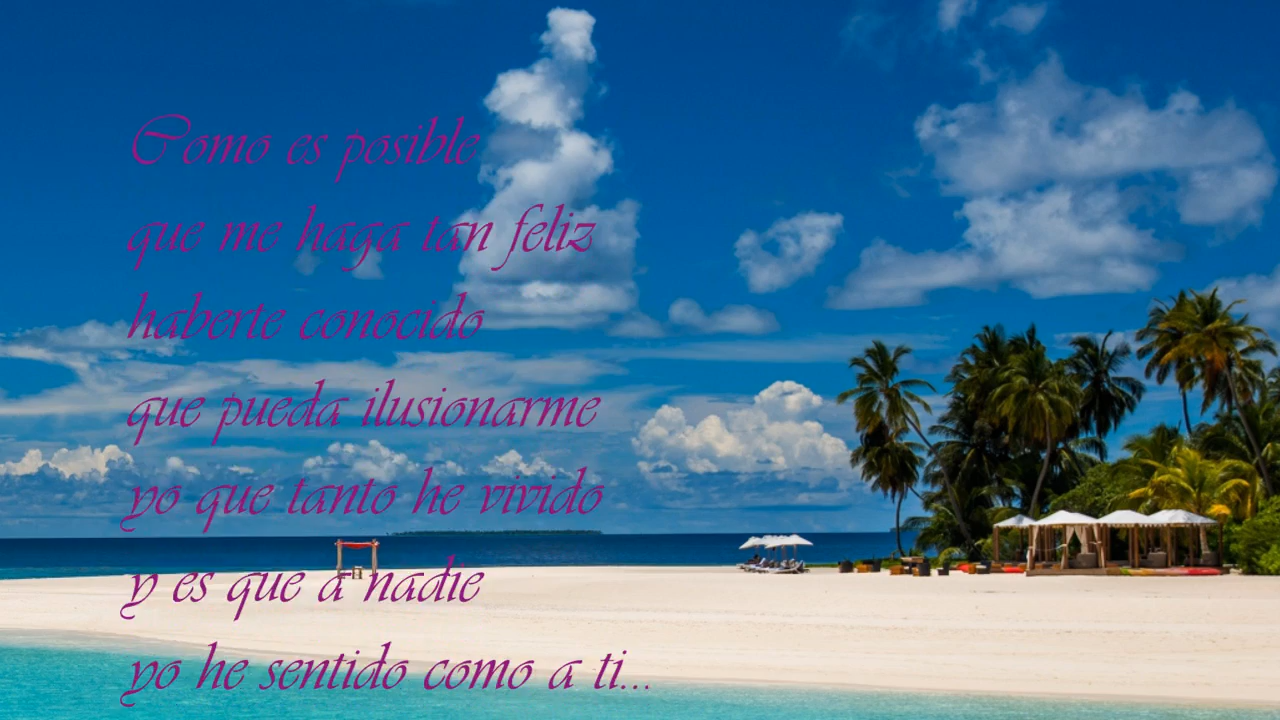 Como es posible
que me haga tan feliz
haberte conocido
que pueda ilusionarme
yo que tanto he vivido
y es que a nadie
yo he sentido como a ti...